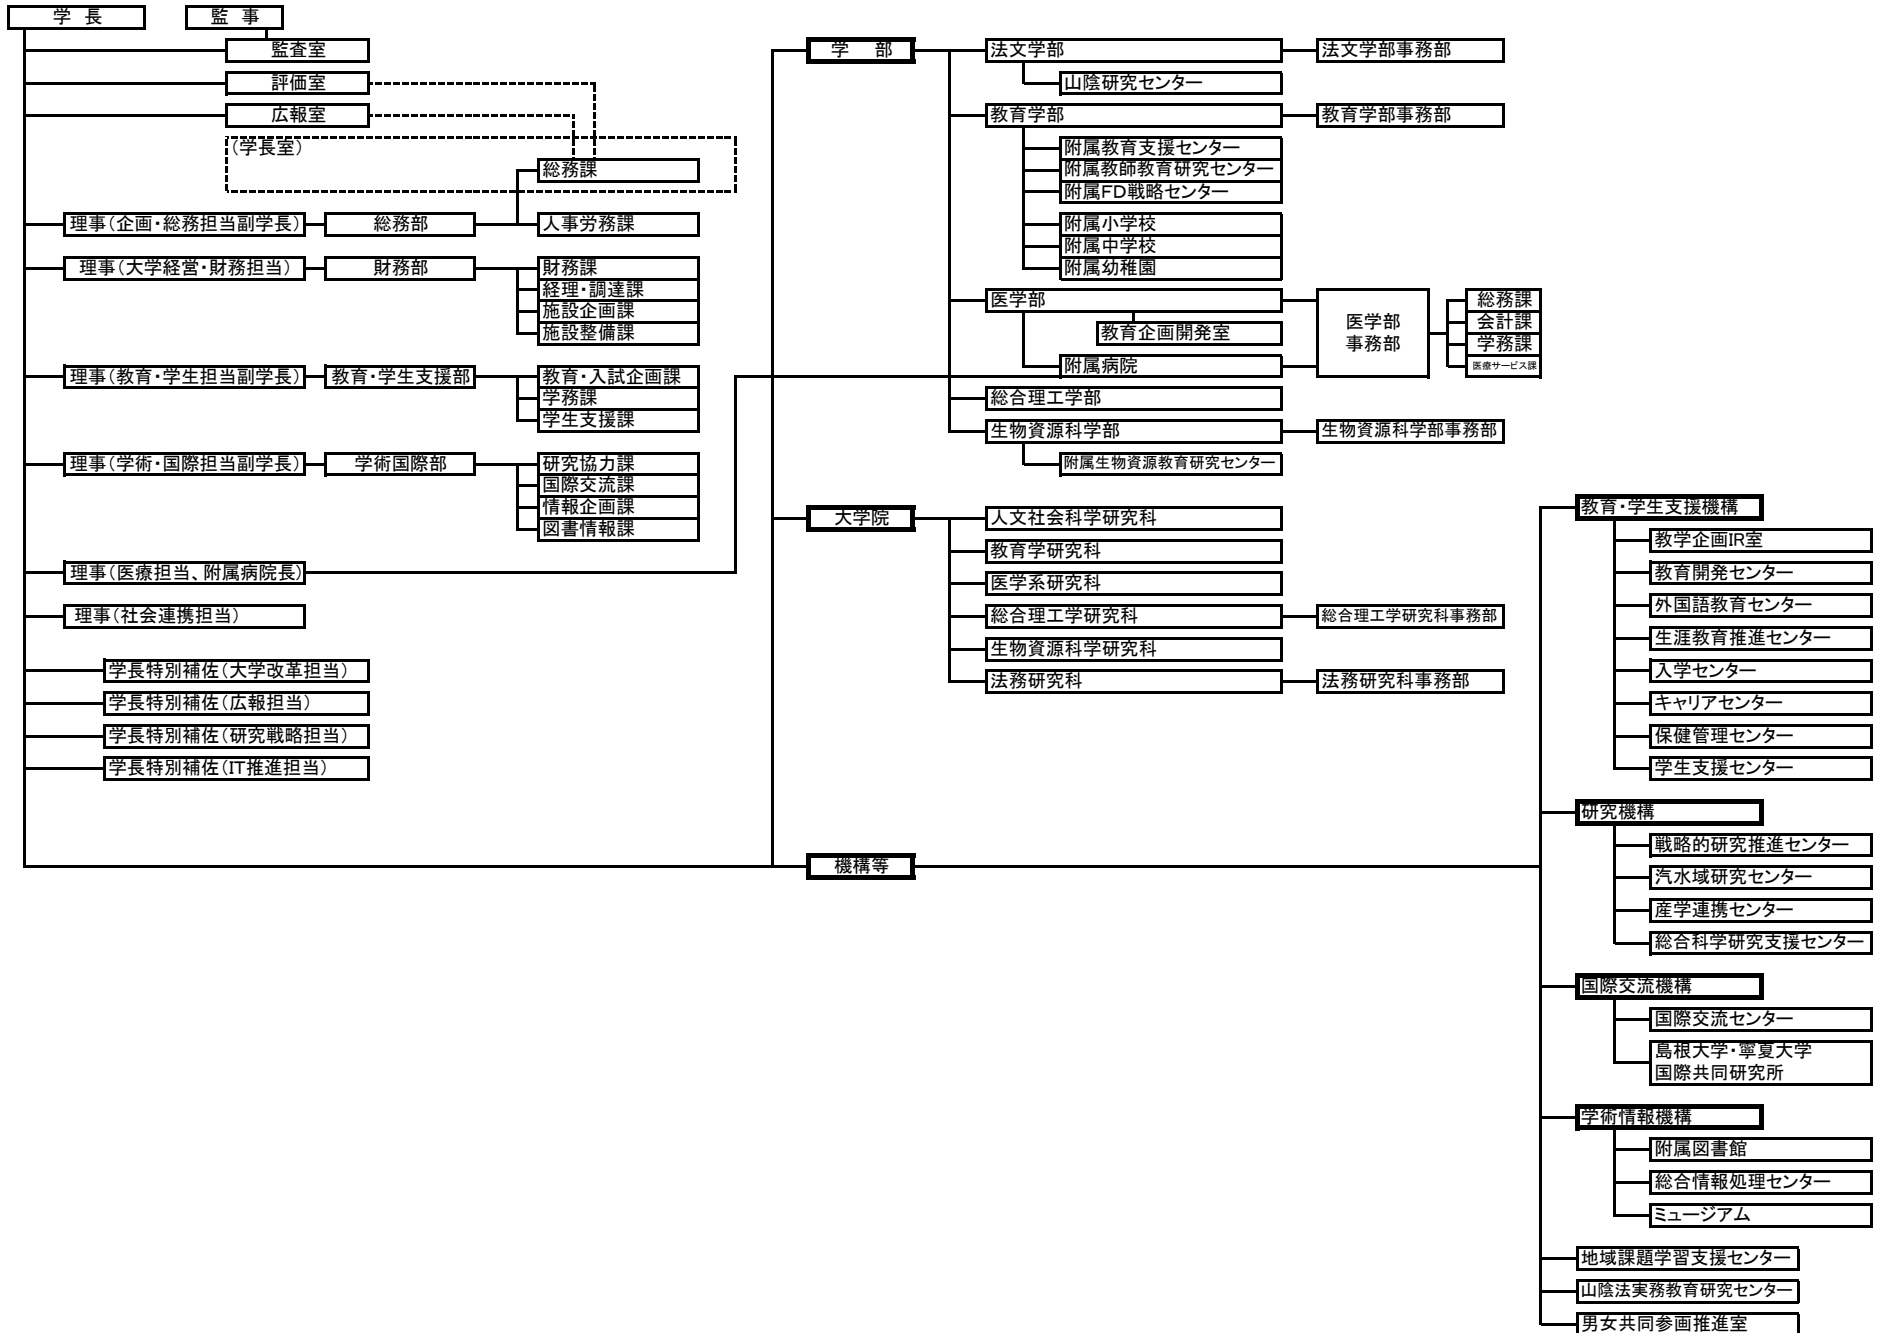 学　長
監　事
監査室
評価室
広報室
（学長室）
総務課
理事（企画・総務担当副学長）
総務部
人事労務課
理事（大学経営・財務担当）
財務部
財務課
経理・調達課
施設企画課
施設整備課
理事（教育・学生担当副学長）
教育・学生支援部
教育・入試企画課
学務課
学生支援課
理事（学術・国際担当副学長）
学術国際部
研究協力課
国際交流課
情報企画課
図書情報課
理事（医療担当、附属病院長）
理事（社会連携担当）
学長特別補佐（大学改革担当）
学長特別補佐（広報担当）
学長特別補佐（研究戦略担当）
学長特別補佐（IT推進担当）
学　部
法文学部
法文学部事務部
山陰研究センター
教育学部
教育学部事務部
附属教育支援センター
附属教師教育研究センター
附属FD戦略センター
附属小学校
附属中学校
附属幼稚園
医学部
教育企画開発室
附属病院
医学部
事務部
総務課
会計課
学務課
医療サービス課
総合理工学部
生物資源科学部
生物資源科学部事務部
附属生物資源教育研究センター
大学院
人文社会科学研究科
教育学研究科
医学系研究科
総合理工学研究科
総合理工学研究科事務部
生物資源科学研究科
法務研究科
法務研究科事務部
機構等
教育・学生支援機構
教学企画IR室
教育開発センター
外国語教育センター
生涯教育推進センター
入学センター
キャリアセンター
保健管理センター
学生支援センター
研究機構
戦略的研究推進センター
汽水域研究センター
産学連携センター
総合科学研究支援センター
国際交流機構
国際交流センター
島根大学・寧夏大学
国際共同研究所
学術情報機構
附属図書館
総合情報処理センター
ミュージアム
地域課題学習支援センター
山陰法実務教育研究センター
男女共同参画推進室